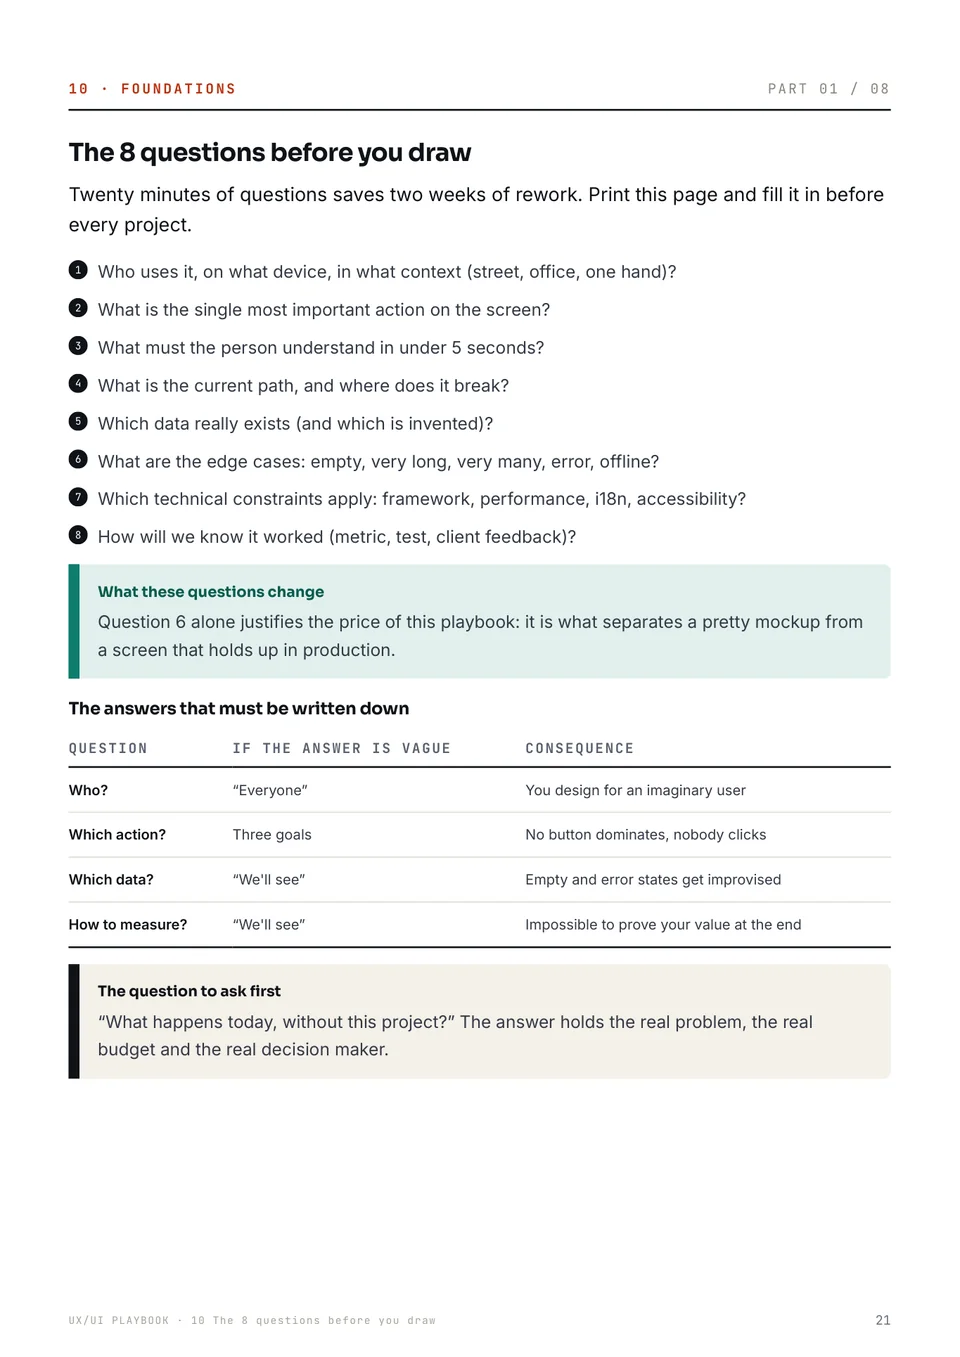 10 · FOUNDATIONS
PART 01 / 08
The 8 questions before you draw
Twenty minutes of questions saves two weeks of rework. Print this page and fill it in before
every project.
1 Who uses it, on what device, in what context (street, office, one hand)?
2 What is the single most important action on the screen?
3 What must the person understand in under 5 seconds?
4 What is the current path, and where does it break?
5 Which data really exists (and which is invented)?
6 What are the edge cases: empty, very long, very many, error, offline?
7 Which technical constraints apply: framework, performance, i18n, accessibility?
8 How will we know it worked (metric, test, client feedback)?
What these questions change
Question 6 alone justifies the price of this playbook: it is what separates a pretty mockup from
a screen that holds up in production.
The answers that must be written down
QUESTION IF THE ANSWER IS VAGUE CONSEQUENCE
Who? “Everyone” You design for an imaginary user
Which action? Three goals No button dominates, nobody clicks
Which data? “We'll see” Empty and error states get improvised
How to measure? “We'll see” Impossible to prove your value at the end
The question to ask first
“What happens today, without this project?” The answer holds the real problem, the real
budget and the real decision maker.
UX/UI PLAYBOOK · 10 The 8 questions before you draw
21